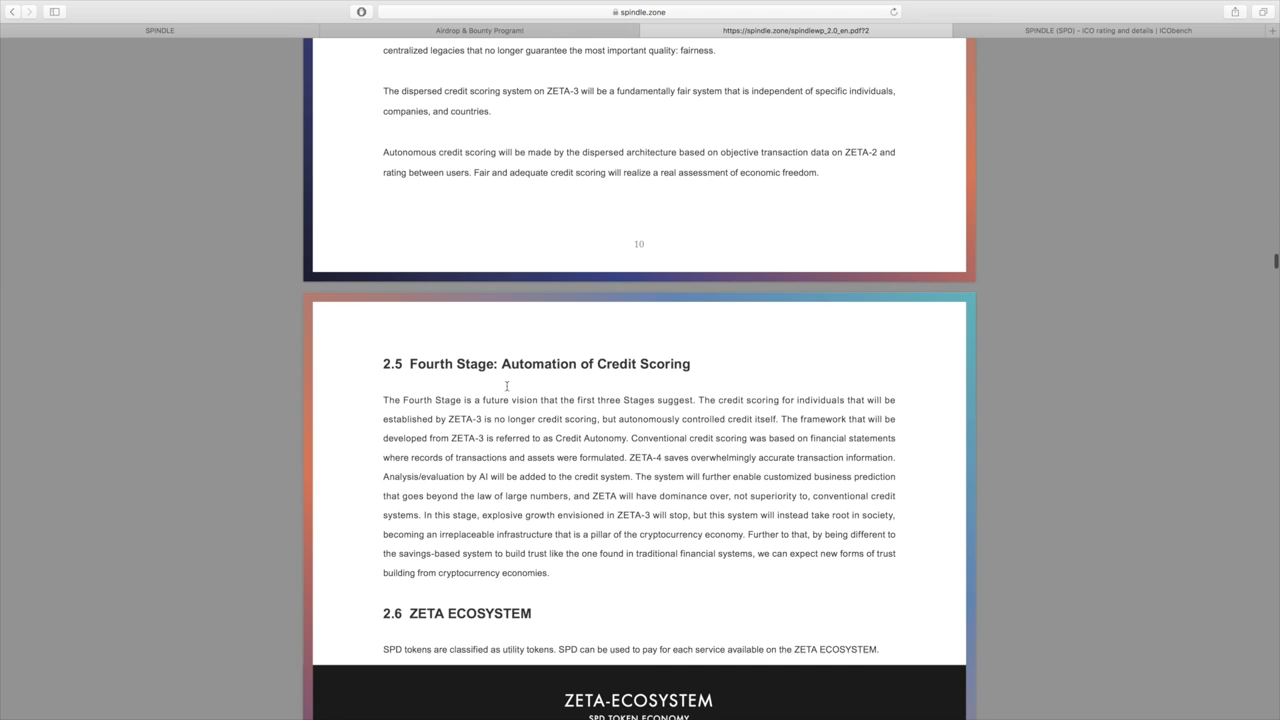 spindle.zone
SPINDLE
Airdrop & Bounty Program!
https://spindle.zone/spindlewp_2.0_en.pdf?2
SPINDLE (SPD) - ICO rating and details | ICObench
centralized legacies that no longer guarantee the most important quality: fairness.
The dispersed credit scoring system on ZETA-3 will be a fundamentally fair system that is independent of specific individuals,
companies, and countries.
Autonomous credit scoring will be made by the dispersed architecture based on objective transaction data on ZETA-2 and
rating between users. Fair and adequate credit scoring will realize a real assessment of economic freedom.
10
2.5 Fourth Stage: Automation of Credit Scoring
The Fourth Stage is a future vision that the first three Stages suggest. The credit scoring for individuals that will be
established by ZETA-3 is no longer credit scoring, but autonomously controlled credit itself. The framework that will be
developed from ZETA-3 is referred to as Credit Autonomy. Conventional credit scoring was based on financial statements
where records of transactions and assets were formulated. ZETA-4 saves overwhelmingly accurate transaction information.
Analysis/evaluation by AI will be added to the credit system. The system will further enable customized business prediction
that goes beyond the law of large numbers, and ZETA will have dominance over, not superiority to, conventional credit
systems. In this stage, explosive growth envisioned in ZETA-3 will stop, but this system will instead take root in society,
becoming an irreplaceable infrastructure that is a pillar of the cryptocurrency economy. Further to that, by being different to
the savings-based system to build trust like the one found in traditional financial systems, we can expect new forms of trust
building from cryptocurrency economies.
2.6 ZETA ECOSYSTEM
SPD tokens are classified as utility tokens. SPD can be used to pay for each service available on the ZETA ECOSYSTEM.
ZETA-ECOSYSTEM
SPD TOKEN ECONOMY